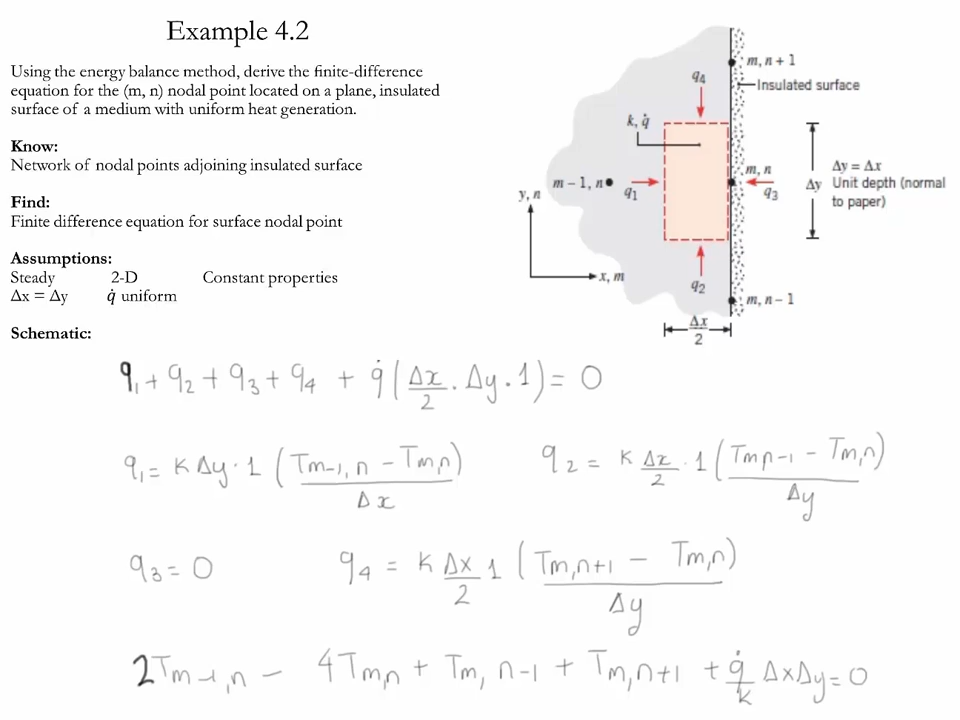 Example 4.2
Using the energy balance method, derive the finite-difference
equation for the (m, n) nodal point located on a plane, insulated
surface of a medium with uniform heat generation.
Know:
Network of nodal points adjoining insulated surface
Find:
Finite difference equation for surface nodal point
Assumptions:
Steady 2-D Constant properties
Δx = Δy q̇ uniform
Schematic:
m, n + 1
q₄
Insulated surface
k, q̇
m, n
Δy = Δx
m − 1, n
q₁
q₃
Δy
Unit depth (normal
to paper)
y, n
x, m
q₂
m, n − 1
Δx/2
q₁ + q₂ + q₃ + q₄ + q̇ (Δx/2 · Δy · 1) = 0
q₁ = k Δy · 1 (Tm−1, n − Tm,n)/Δx q₂ = k Δx/2 · 1 (Tm,n−1 − Tm,n)/Δy
q₃ = 0 q₄ = k Δx/2 1 (Tm,n+1 − Tm,n)/Δy
2Tm−1,n − 4Tm,n + Tm, n−1 + Tm,n+1 + q̇/k ΔxΔy = 0